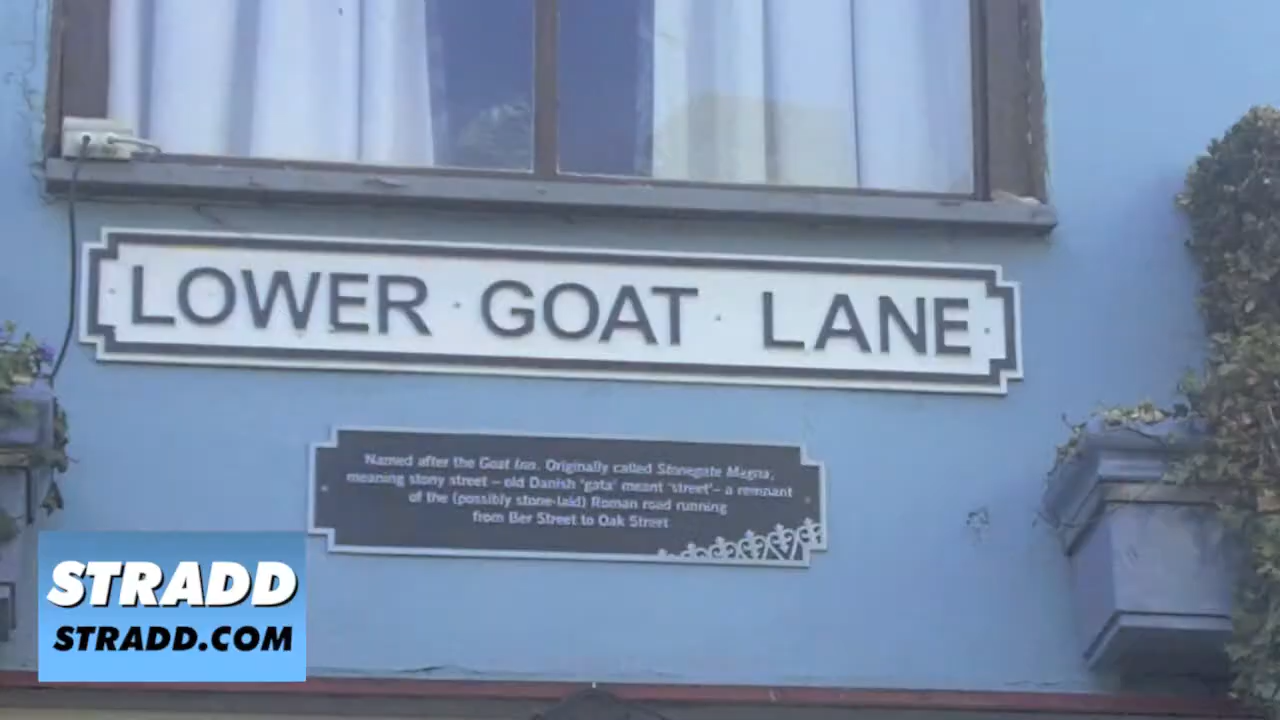 LOWER GOAT LANE
Named after the Goat Inn. Originally called Stonegate Magna,
meaning stony street – old Danish 'gata' meant 'street' – a remnant
of the (possibly stone-laid) Roman road running
from Ber Street to Oak Street
STRADD
STRADD.COM